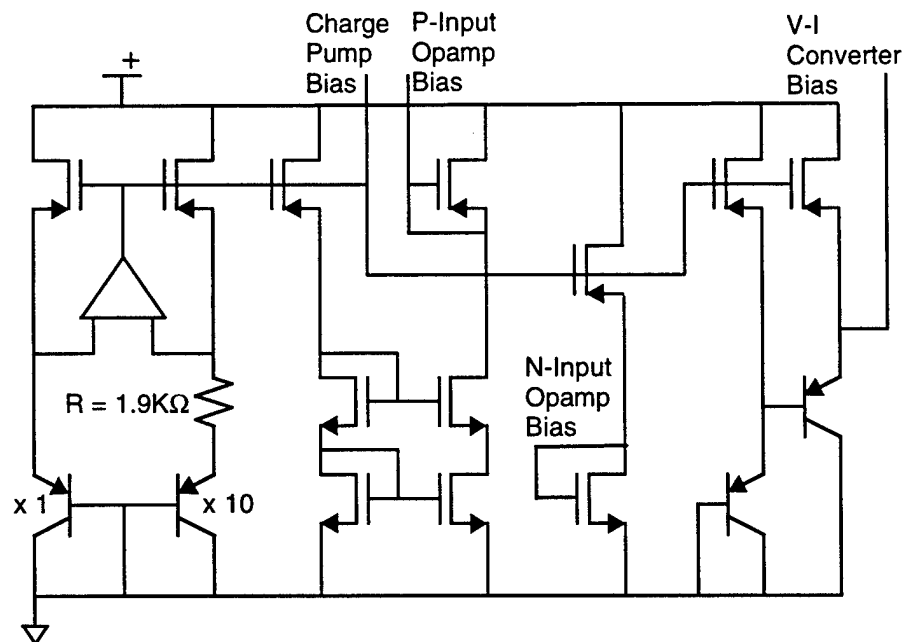 Charge
Pump
Bias
P-Input
Opamp
Bias
V-I
Converter
Bias
+
R = 1.9KΩ
N-Input
Opamp
Bias
x 1
x 10